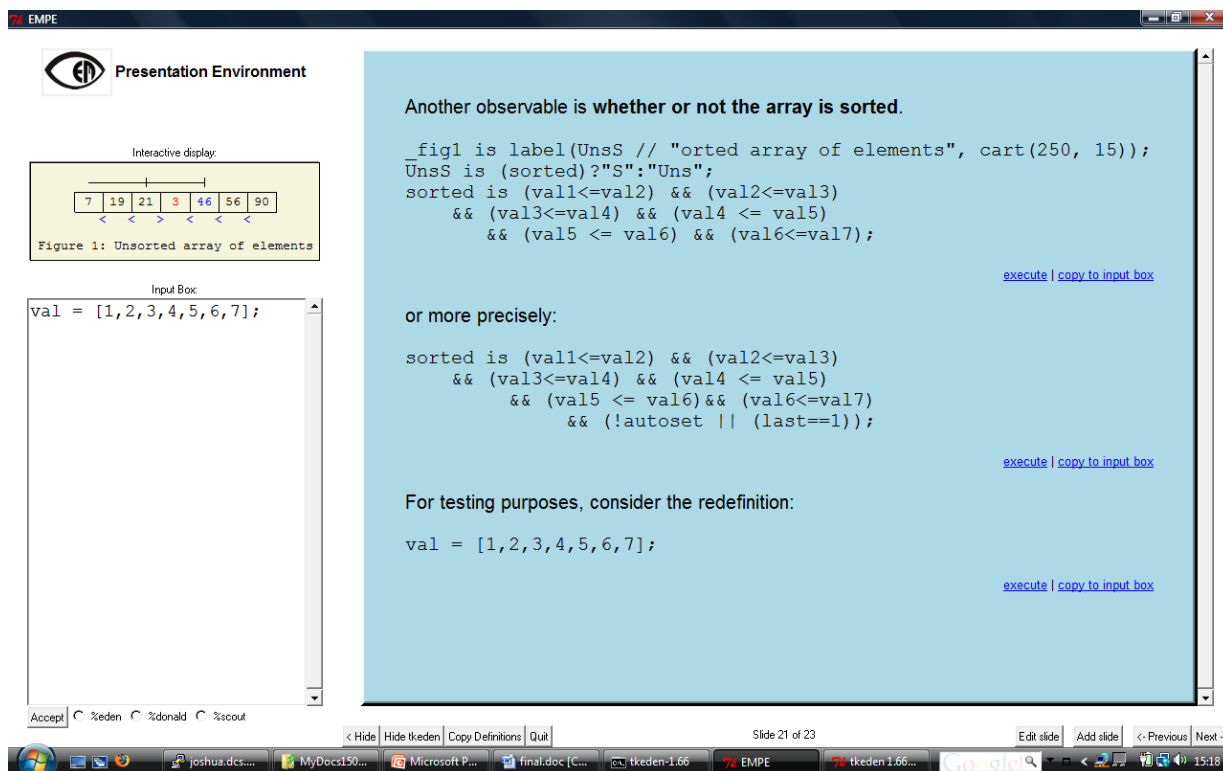 EMPE
Presentation Environment
Interactive display:
7 19 21 3 46 56 90
< < > < < <
Figure 1: Unsorted array of elements
Input Box:
val = [1,2,3,4,5,6,7];
Accept %eden %donald %scout
Another observable is whether or not the array is sorted.
_fig1 is label(UnsS // "orted array of elements", cart(250, 15));
UnsS is (sorted)?"S":"Uns";
sorted is (val1<=val2) && (val2<=val3)
&& (val3<=val4) && (val4 <= val5)
&& (val5 <= val6) && (val6<=val7);
execute | copy to input box
or more precisely:
sorted is (val1<=val2) && (val2<=val3)
&& (val3<=val4) && (val4 <= val5)
&& (val5 <= val6)&& (val6<=val7)
&& (!autoset || (last==1));
execute | copy to input box
For testing purposes, consider the redefinition:
val = [1,2,3,4,5,6,7];
execute | copy to input box
< Hide Hide tkeden Copy Definitions Quit Slide 21 of 23 Edit slide Add slide <- Previous Next -
joshua.dcs.... MyDocs150... Microsoft P... final.doc [C... tkeden-1.66 EMPE tkeden 1.66... Google 15:18